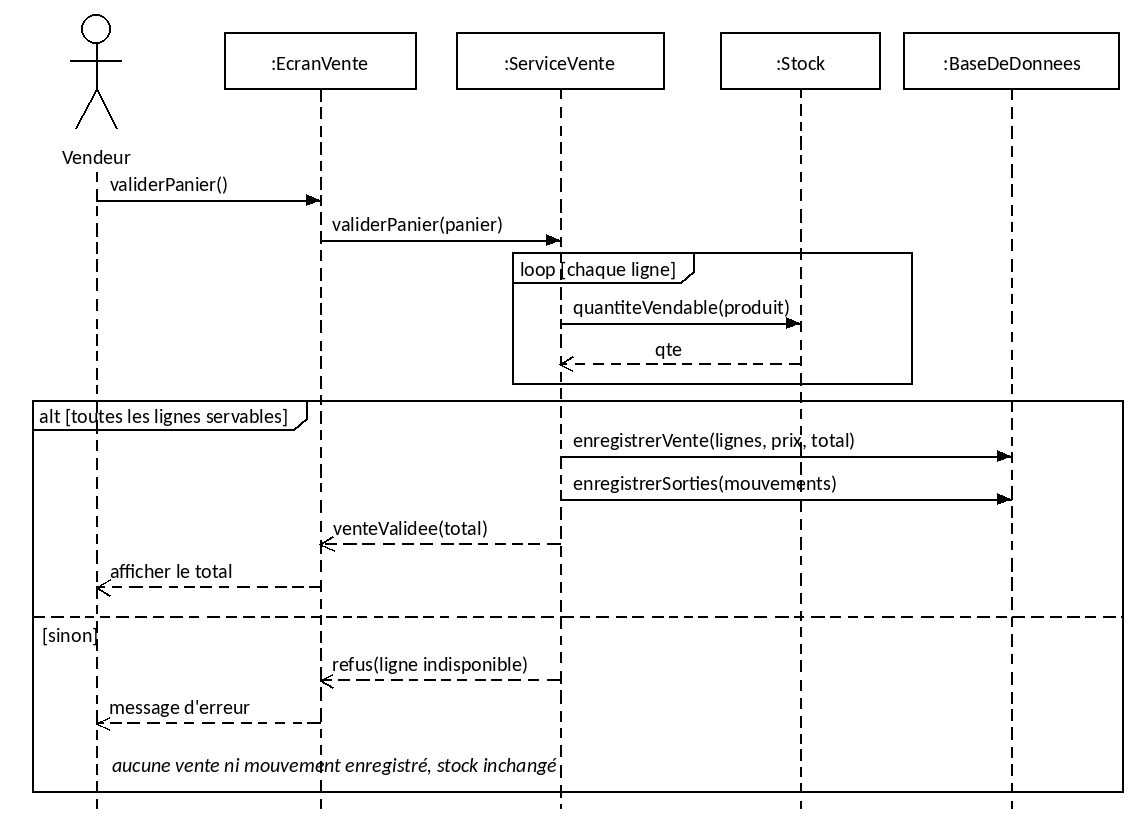 :EcranVente
:ServiceVente
:Stock
:BaseDeDonnees
Vendeur
validerPanier()
validerPanier(panier)
loop [chaque ligne]
quantiteVendable(produit)
qte
alt [toutes les lignes servables]
enregistrerVente(lignes, prix, total)
enregistrerSorties(mouvements)
venteValidee(total)
afficher le total
[sinon]
refus(ligne indisponible)
message d'erreur
aucune vente ni mouvement enregistré, stock inchangé